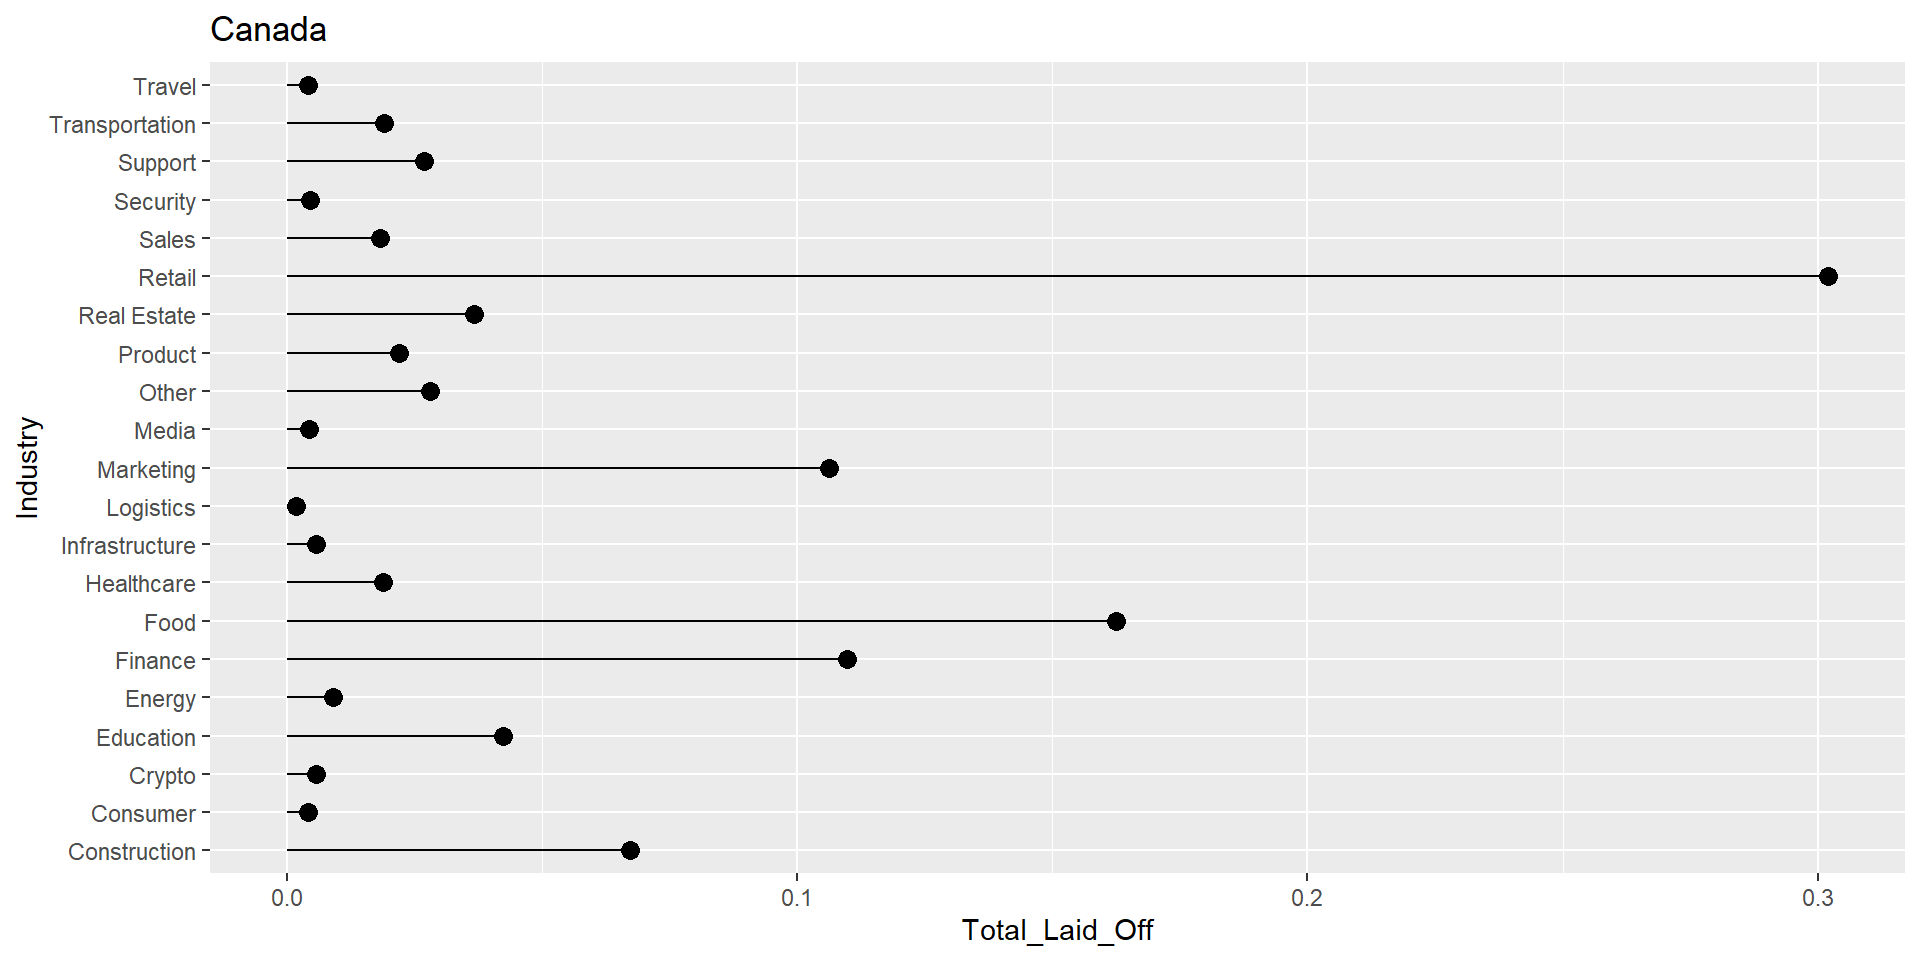 Canada
Travel
Transportation
Support
Security
Sales
Retail
Real Estate
Product
Other
Media
Marketing
Logistics
Infrastructure
Healthcare
Food
Finance
Energy
Education
Crypto
Consumer
Construction
Industry
0.0 0.1 0.2 0.3
Total_Laid_Off